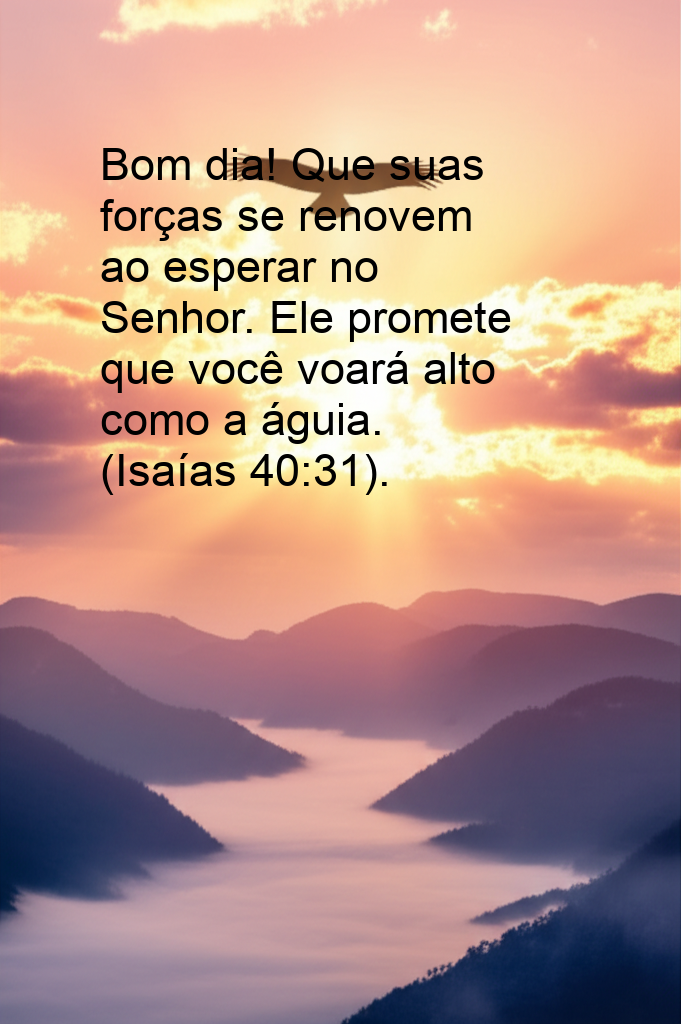 Bom dia! Que suas
forças se renovem
ao esperar no
Senhor. Ele promete
que você voará alto
como a águia.
(Isaías 40:31).